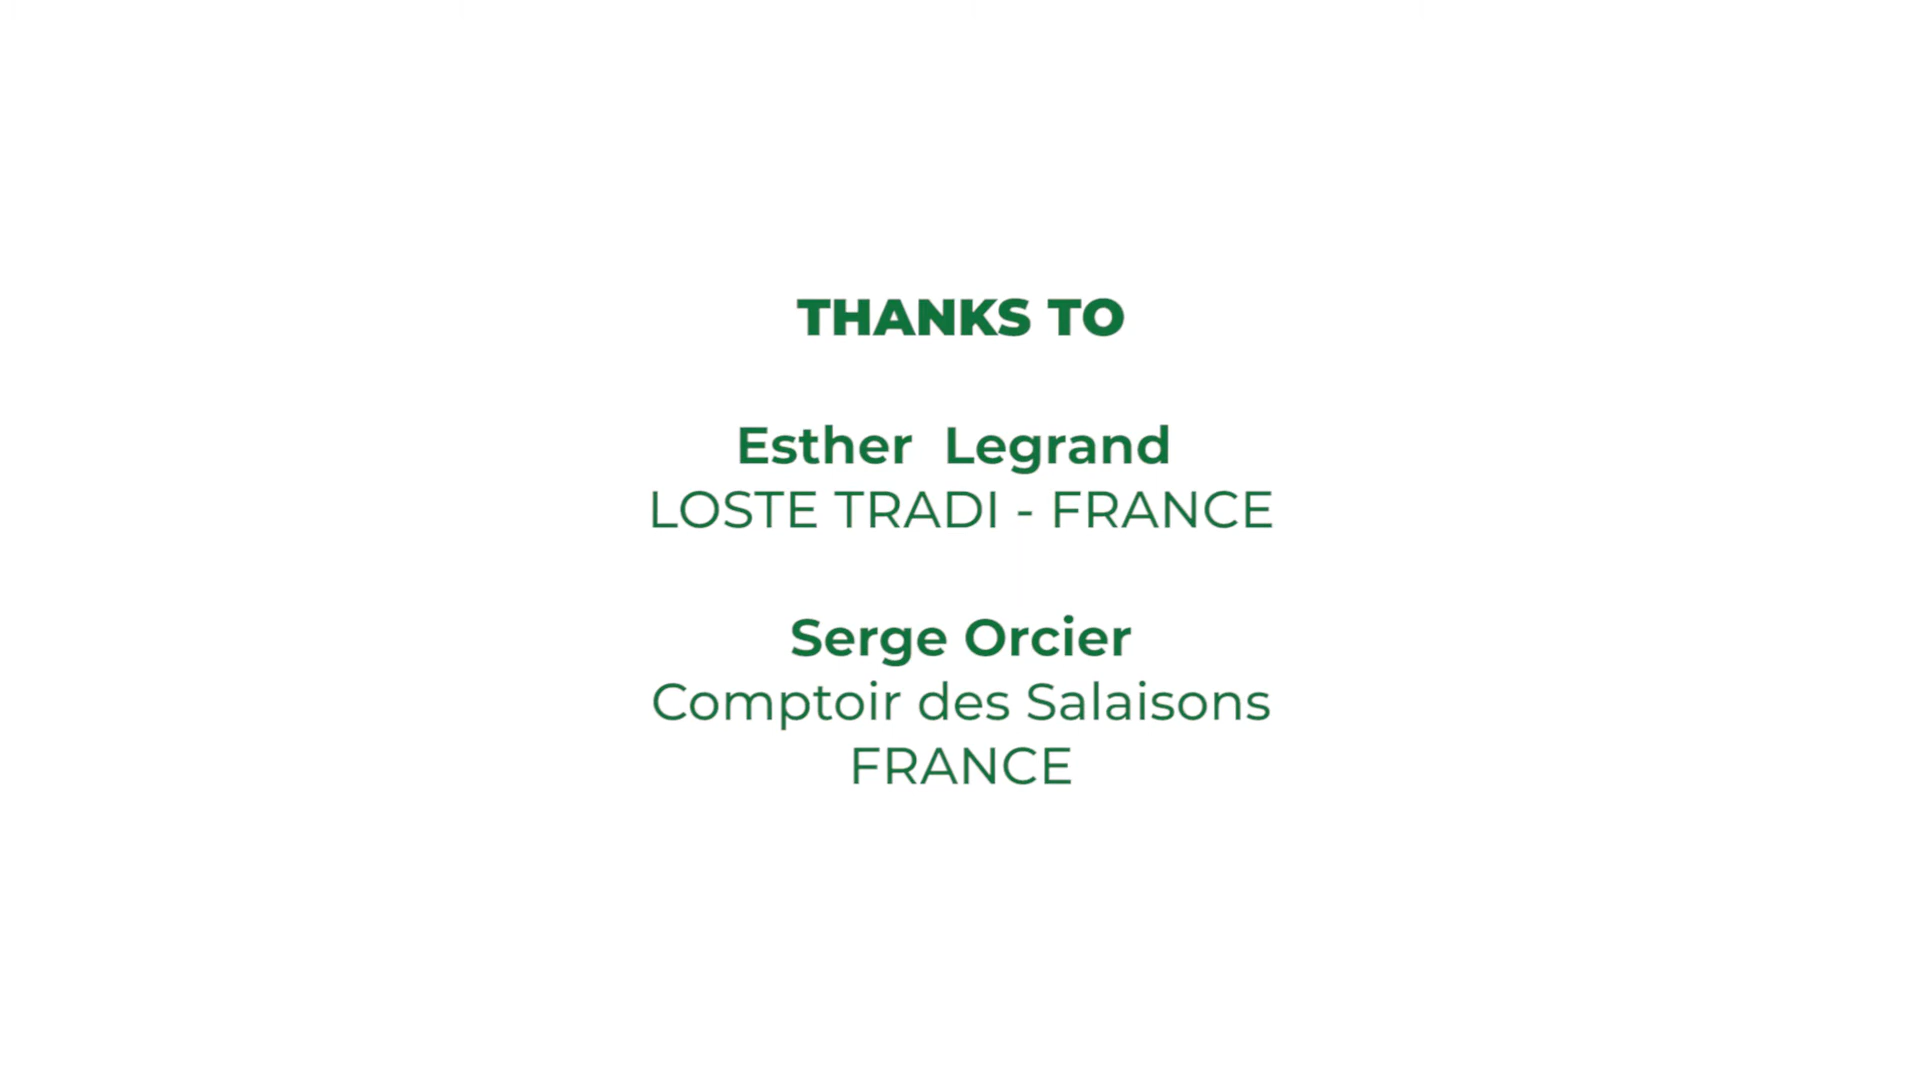 THANKS TO
Esther  Legrand
LOSTE TRADI - FRANCE
Serge Orcier
Comptoir des Salaisons
FRANCE